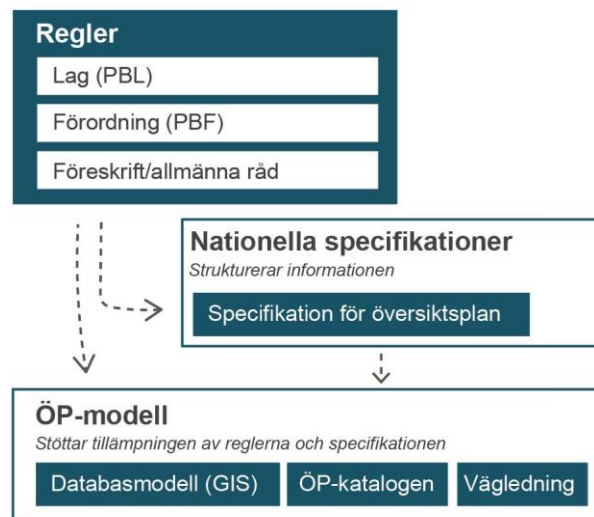 Regler
Lag (PBL)
Förordning (PBF)
Föreskrift/allmänna råd
Nationella specifikationer
Strukturerar informationen
Specifikation för översiktsplan
ÖP-modell
Stöttar tillämpningen av reglerna och specifikationen
Databasmodell (GIS)
ÖP-katalogen
Vägledning